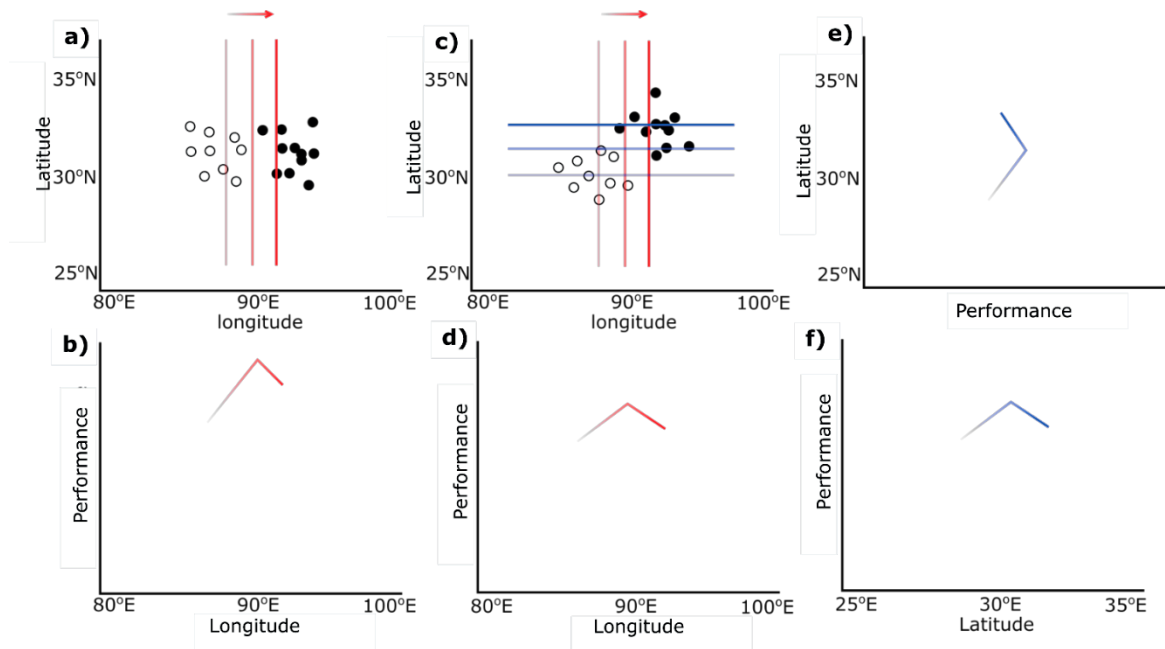 a)
35°N
30°N
25°N
Latitude
80°E 90°E 100°E
longitude
c)
35°N
30°N
25°N
Latitude
80°E 90°E 100°E
longitude
e)
35°N
30°N
25°N
Latitude
Performance
b)
Performance
80°E 90°E 100°E
Longitude
d)
Performance
80°E 90°E 100°E
Longitude
f)
Performance
25°E 30°E 35°E
Latitude